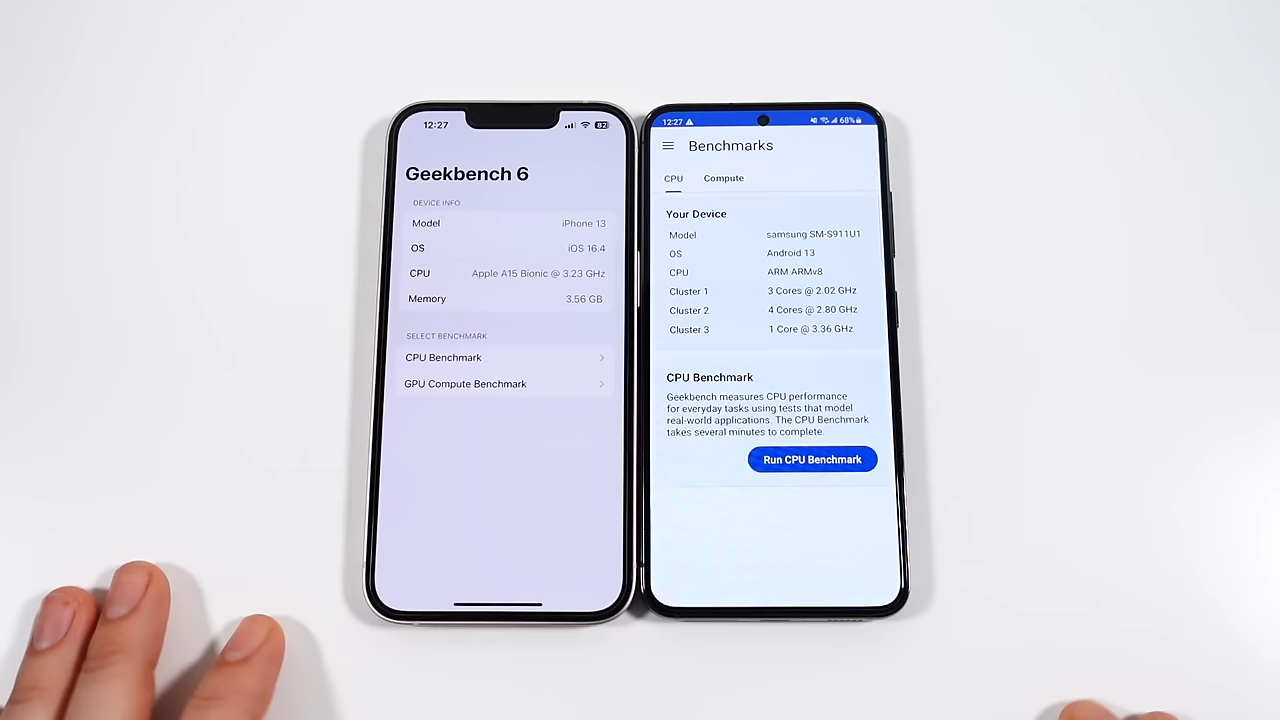 12:27
82
Geekbench 6
DEVICE INFO
Model iPhone 13
OS iOS 16.4
CPU Apple A15 Bionic @ 3.23 GHz
Memory 3.56 GB
SELECT BENCHMARK
CPU Benchmark
GPU Compute Benchmark
12:27 68%
Benchmarks
CPU Compute
Your Device
Model samsung SM-S911U1
OS Android 13
CPU ARM ARMv8
Cluster 1 3 Cores @ 2.02 GHz
Cluster 2 4 Cores @ 2.80 GHz
Cluster 3 1 Core @ 3.36 GHz
CPU Benchmark
Geekbench measures CPU performance
for everyday tasks using tests that model
real-world applications. The CPU Benchmark
takes several minutes to complete.
Run CPU Benchmark